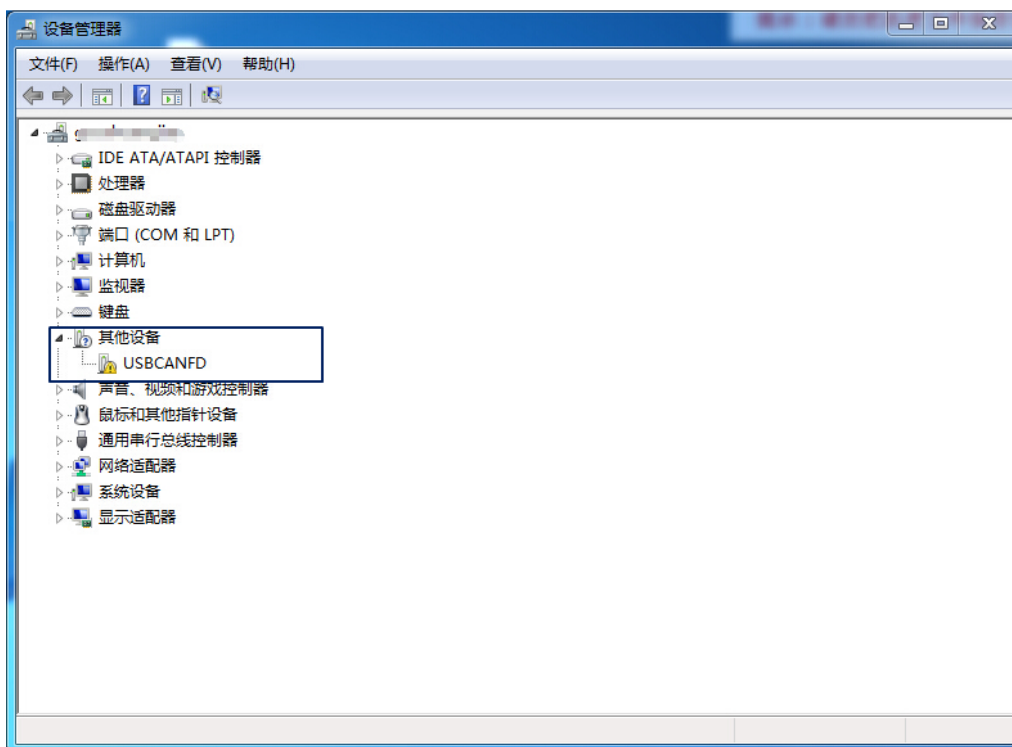 设备管理器
文件(F) 操作(A) 查看(V) 帮助(H)
IDE ATA/ATAPI 控制器
处理器
磁盘驱动器
端口 (COM 和 LPT)
计算机
监视器
键盘
其他设备
USBCANFD
声音、视频和游戏控制器
鼠标和其他指针设备
通用串行总线控制器
网络适配器
系统设备
显示适配器